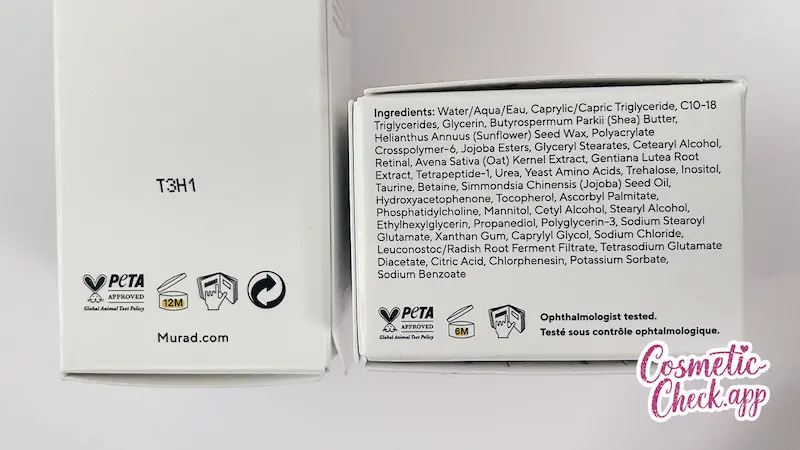 T3H1
PETA
APPROVED
Global Animal Test Policy
12M
Murad.com
Ingredients: Water/Aqua/Eau, Caprylic/Capric Triglyceride, C10-18
Triglycerides, Glycerin, Butyrospermum Parkii (Shea) Butter,
Helianthus Annuus (Sunflower) Seed Wax, Polyacrylate
Crosspolymer-6, Jojoba Esters, Glyceryl Stearates, Cetearyl Alcohol,
Retinal, Avena Sativa (Oat) Kernel Extract, Gentiana Lutea Root
Extract, Tetrapeptide-1, Urea, Yeast Amino Acids, Trehalose, Inositol,
Taurine, Betaine, Simmondsia Chinensis (Jojoba) Seed Oil,
Hydroxyacetophenone, Tocopherol, Ascorbyl Palmitate,
Phosphatidylcholine, Mannitol, Cetyl Alcohol, Stearyl Alcohol,
Ethylhexylglycerin, Propanediol, Polyglycerin-3, Sodium Stearoyl
Glutamate, Xanthan Gum, Caprylyl Glycol, Sodium Chloride,
Leuconostoc/Radish Root Ferment Filtrate, Tetrasodium Glutamate
Diacetate, Citric Acid, Chlorphenesin, Potassium Sorbate,
Sodium Benzoate
PETA
APPROVED
Global Animal Test Policy
6M
Ophthalmologist tested.
Testé sous contrôle ophtalmologique.
Cosmetic
Check.app